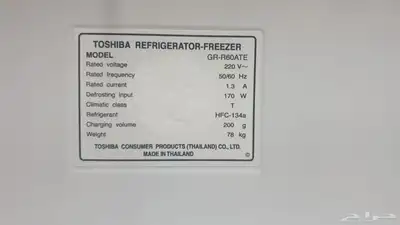 TOSHIBA REFRIGERATOR-FREEZER
MODEL GR-R60ATE
Rated voltage 220 V~
Rated frequency 50/60 Hz
Rated current 1.3 A
Defrosting input 170 W
Climatic class T
Refrigerant HFC-134a
Charging volume 200 g
Weight 78 kg
TOSHIBA CONSUMER PRODUCTS (THAILAND) CO., LTD.
MADE IN THAILAND
حراج